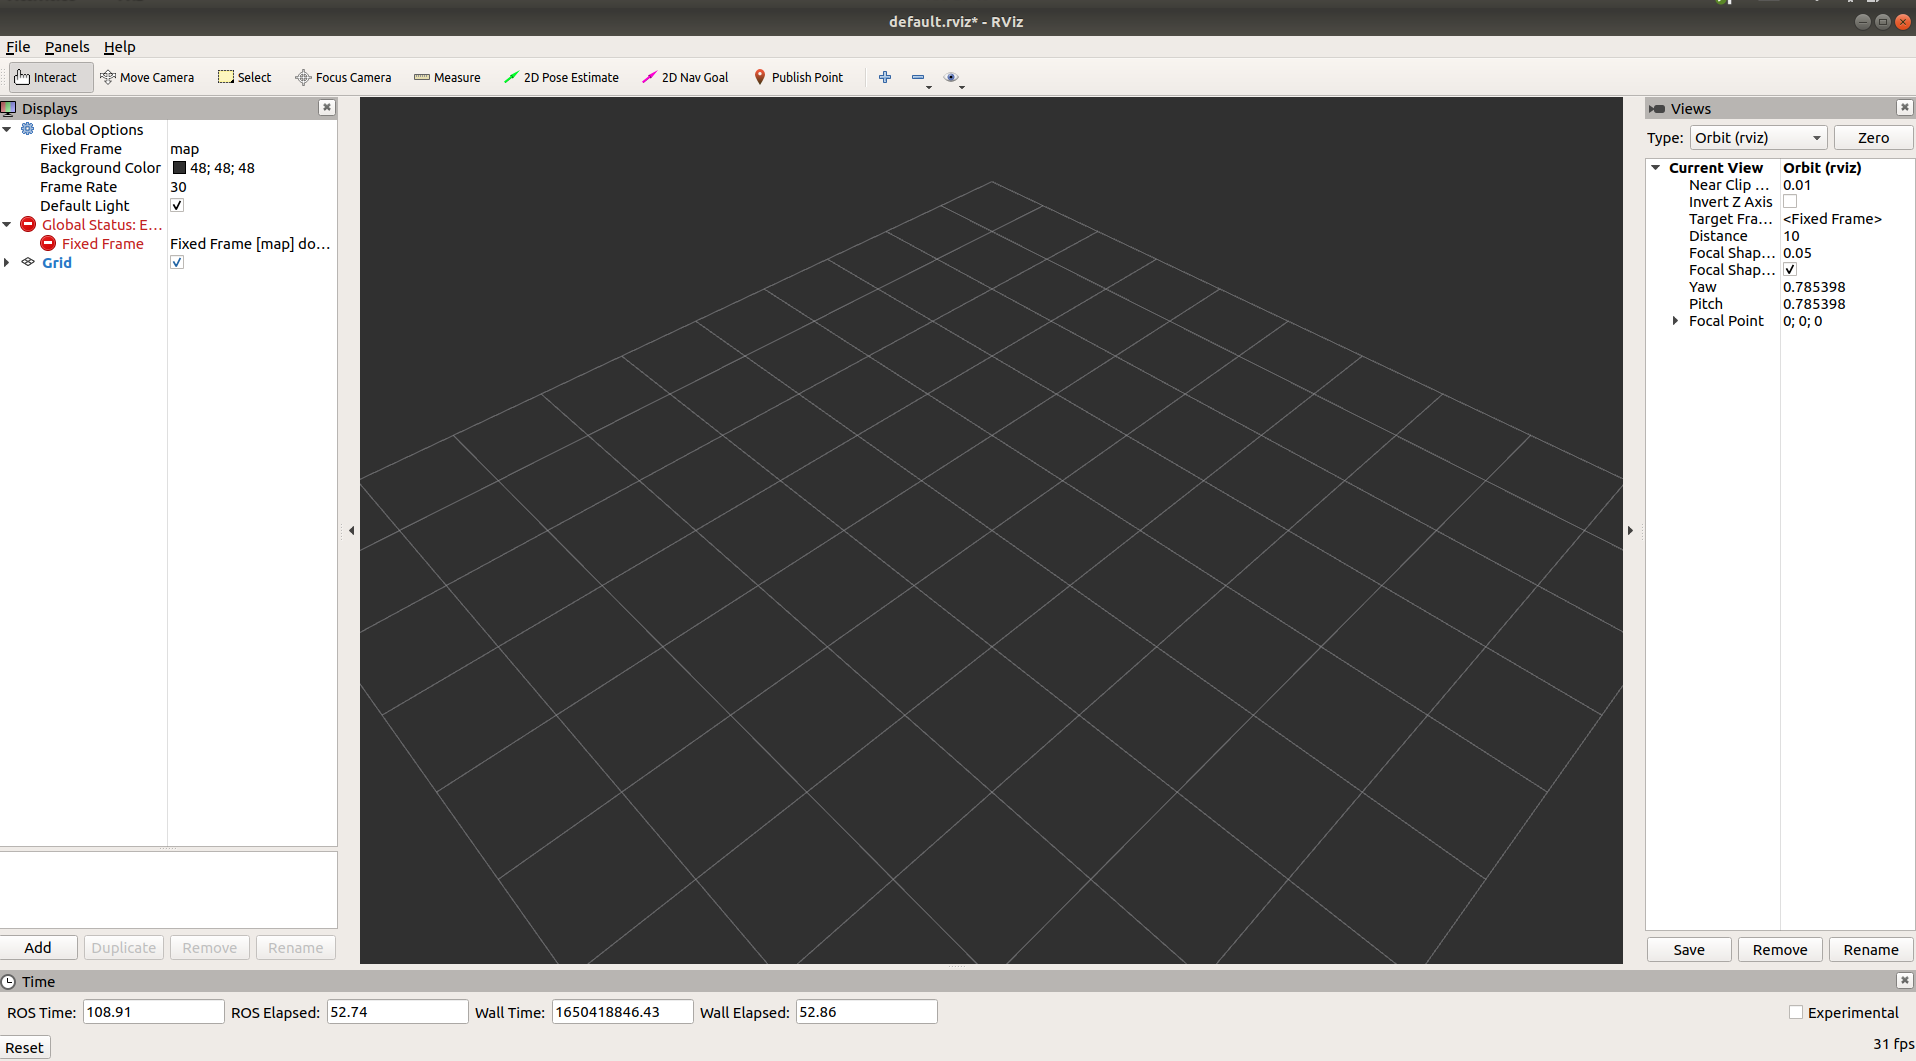 default.rviz* - RViz
File Panels Help
Interact Move Camera Select Focus Camera Measure 2D Pose Estimate 2D Nav Goal Publish Point
Displays
Global Options
Fixed Frame map
Background Color 48; 48; 48
Frame Rate 30
Default Light
Global Status: E...
Fixed Frame Fixed Frame [map] do...
Grid
Add Duplicate Remove Rename
Views
Type: Orbit (rviz) Zero
Current View Orbit (rviz)
Near Clip ... 0.01
Invert Z Axis
Target Fra... <Fixed Frame>
Distance 10
Focal Shap... 0.05
Focal Shap...
Yaw 0.785398
Pitch 0.785398
Focal Point 0; 0; 0
Save Remove Rename
Time
ROS Time: 108.91 ROS Elapsed: 52.74 Wall Time: 1650418846.43 Wall Elapsed: 52.86 Experimental
Reset 31 fps